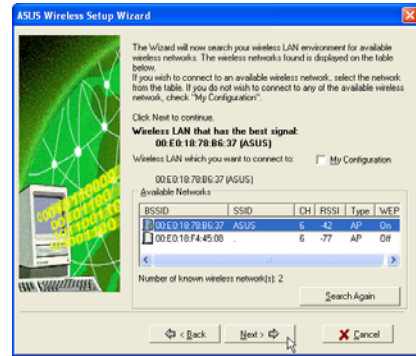 ASUS Wireless Setup Wizard
The Wizard will now search your wireless LAN environment for available
wireless networks. The wireless networks found is displayed on the table
below.
If you wish to connect to an available wireless network, select the network
from the table. If you do not wish to connect to any of the available wireless
network, check "My Configuration".
Click Next to continue.
Wireless LAN that has the best signal:
00:E0:18:78:B6:37 (ASUS)
Wireless LAN which you want to connect to:
My Configuration
00:E0:18:78:B6:37 (ASUS)
Available Networks
BSSID SSID CH RSSI Type WEP
00:E0:18:78:B6:37 ASUS 6 -42 AP On
00:E0:18:F4:45:08 . 6 -77 AP Off
Number of known wireless network(s): 2
Search Again
< Back
Next >
Cancel